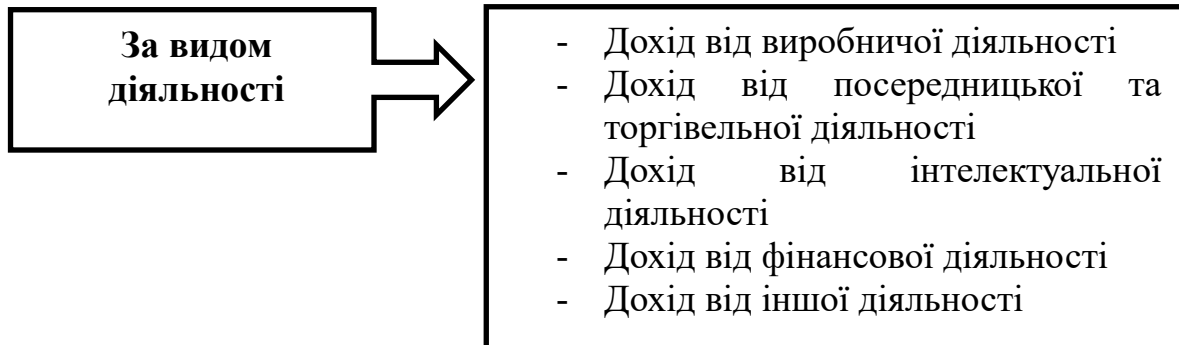 За видом
діяльності
- Дохід від виробничої діяльності
- Дохід від посередницької та
торгівельної діяльності
- Дохід від інтелектуальної
діяльності
- Дохід від фінансової діяльності
- Дохід від іншої діяльності